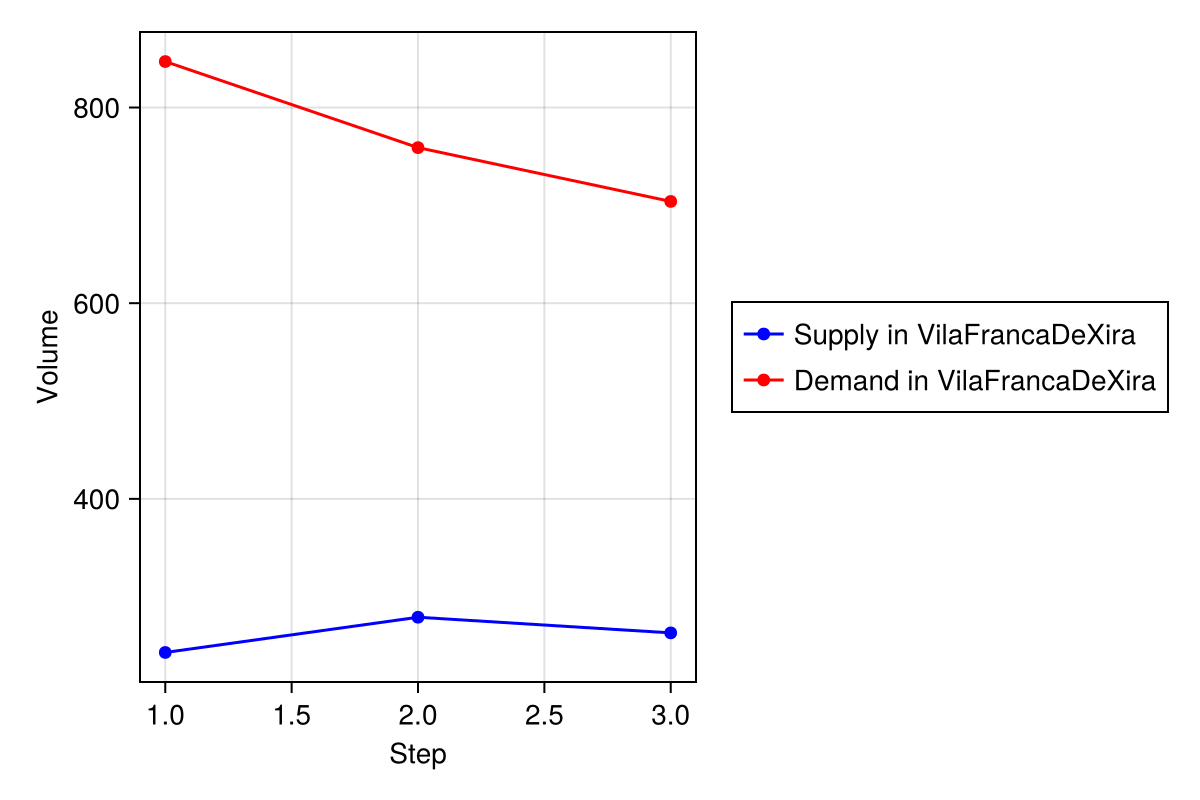 800
600
400
Volume
1.0 1.5 2.0 2.5 3.0
Step
Supply in VilaFrancaDeXira
Demand in VilaFrancaDeXira